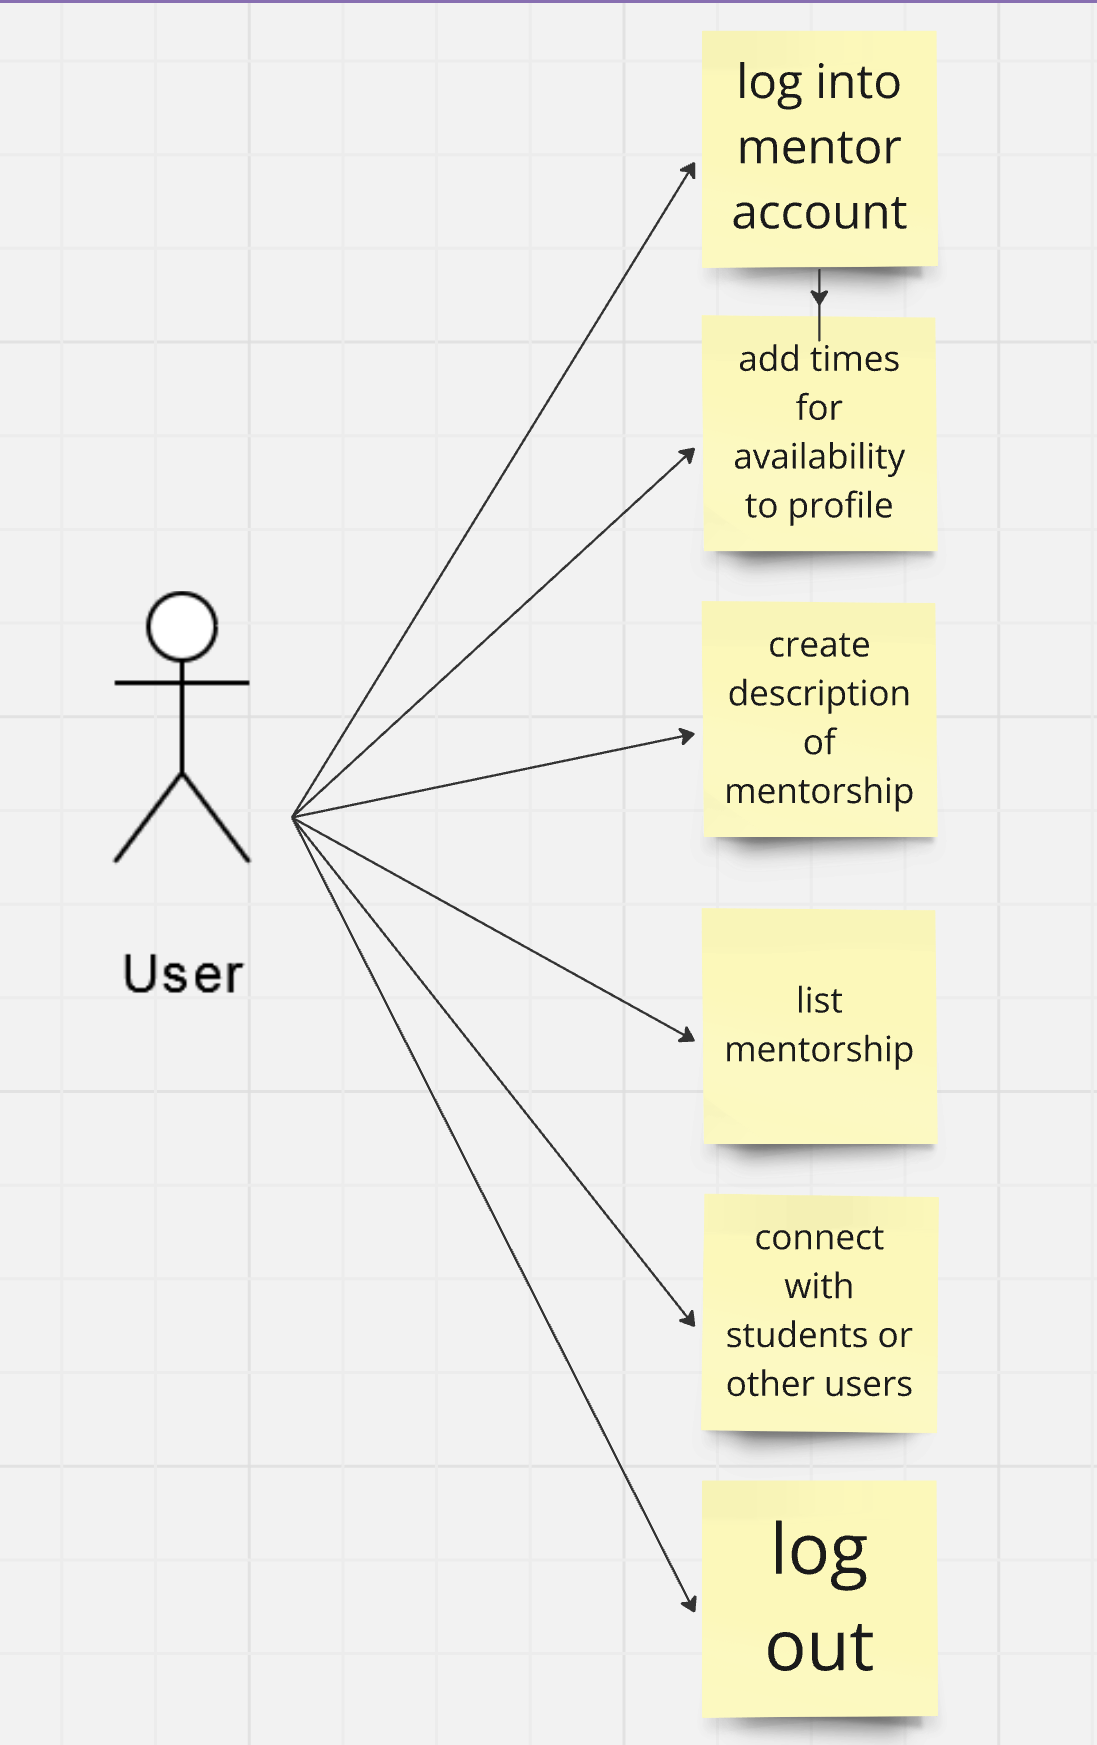 log into
mentor
account
add times
for
availability
to profile
create
description
of
mentorship
User
list
mentorship
connect
with
students or
other users
log
out